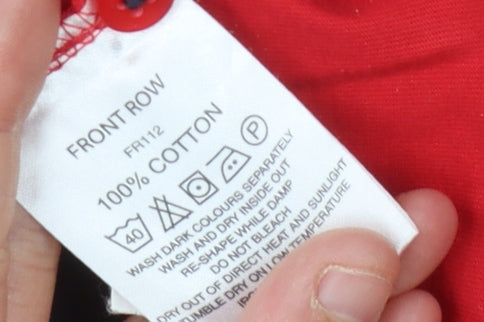 FRONT ROW
FR112
100% COTTON
40 P
WASH DARK COLOURS SEPARATELY
WASH AND DRY INSIDE OUT
RE-SHAPE WHILE DAMP
DO NOT BLEACH
DRY OUT OF DIRECT HEAT AND SUNLIGHT
TUMBLE DRY ON LOW TEMPERATURE